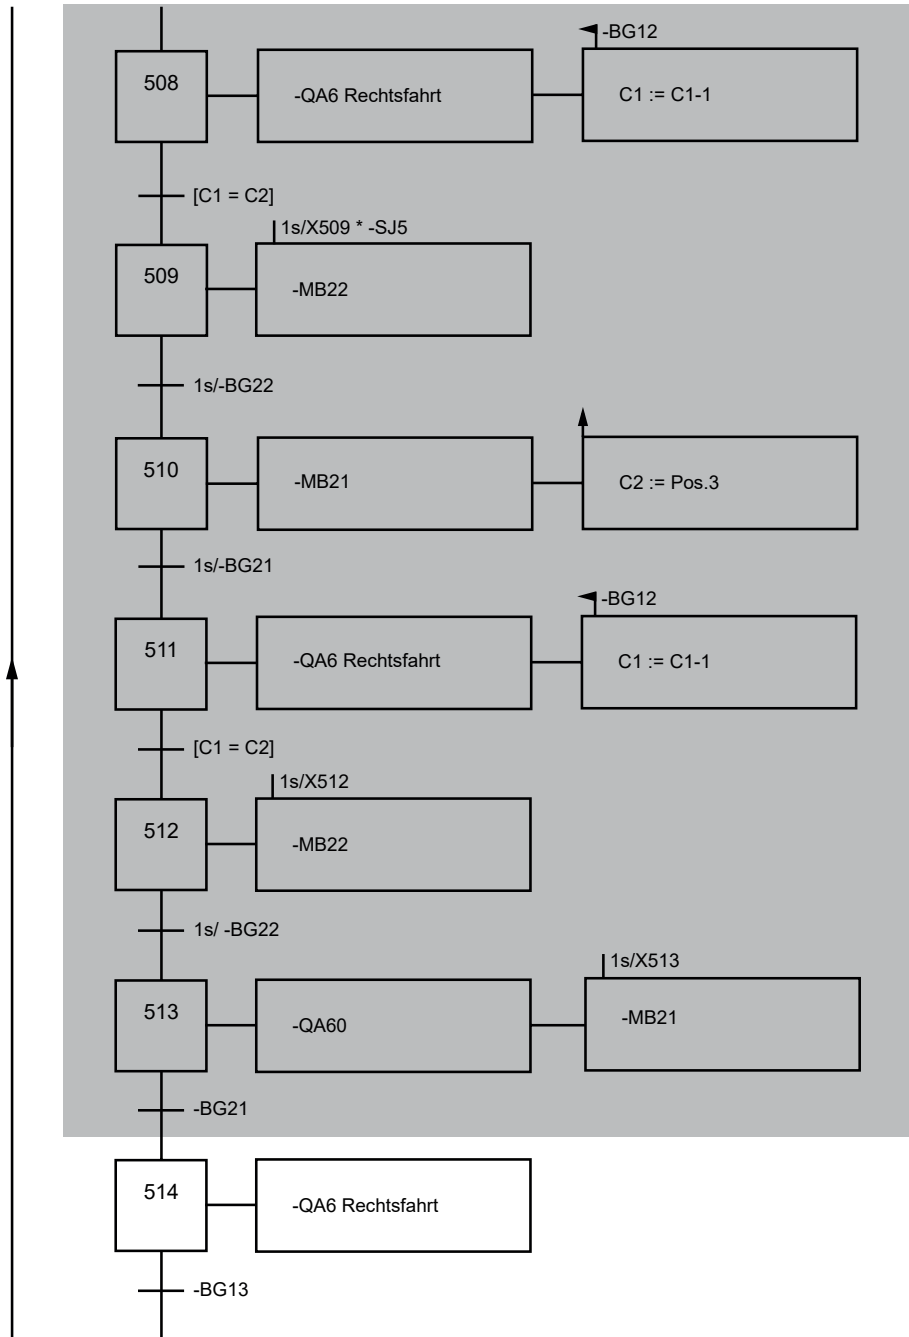 -BG12
508
-QA6 Rechtsfahrt
C1 := C1-1
[C1 = C2]
1s/X509 * -SJ5
509
-MB22
1s/-BG22
510
-MB21
C2 := Pos.3
1s/-BG21
-BG12
511
-QA6 Rechtsfahrt
C1 := C1-1
[C1 = C2]
1s/X512
512
-MB22
1s/ -BG22
1s/X513
513
-QA60
-MB21
-BG21
514
-QA6 Rechtsfahrt
-BG13